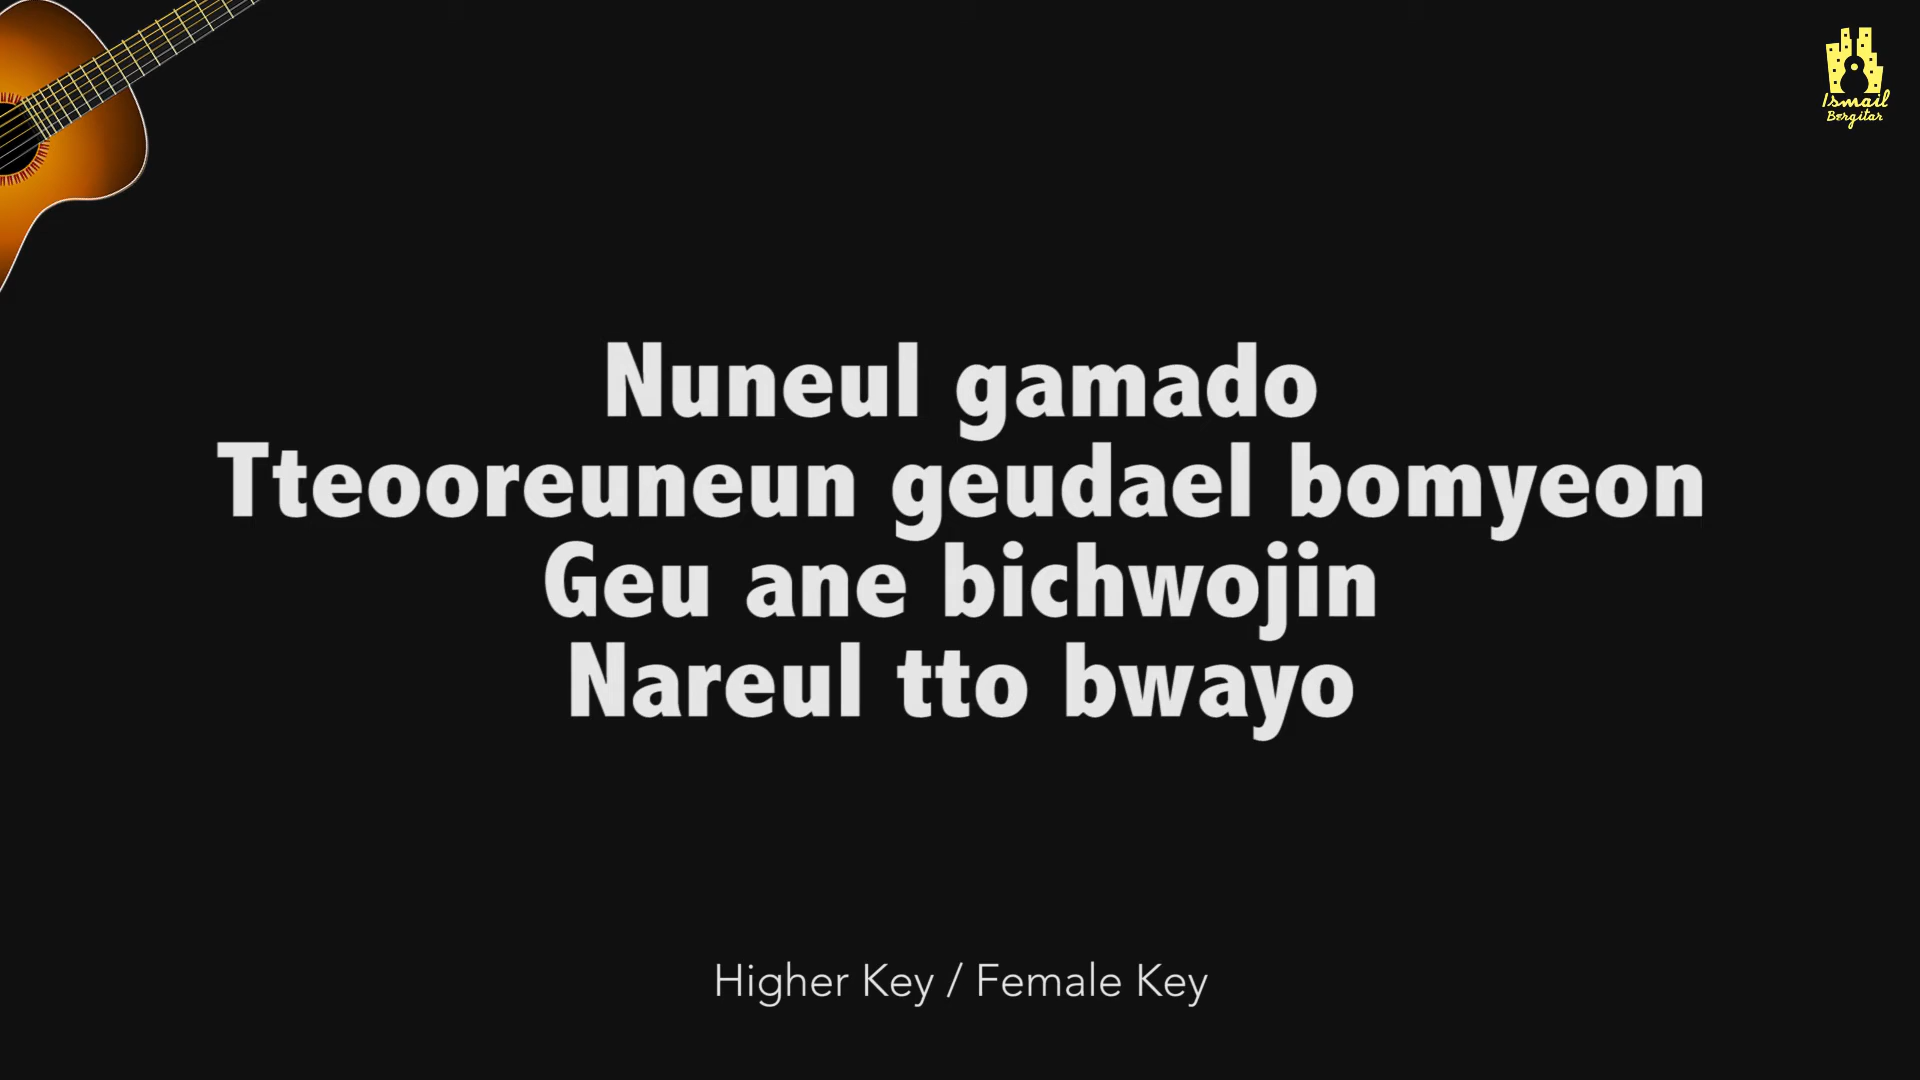 Ismail
Bergitar
Nuneul gamado
Tteooreuneun geudael bomyeon
Geu ane bichwojin
Nareul tto bwayo
Higher Key / Female Key